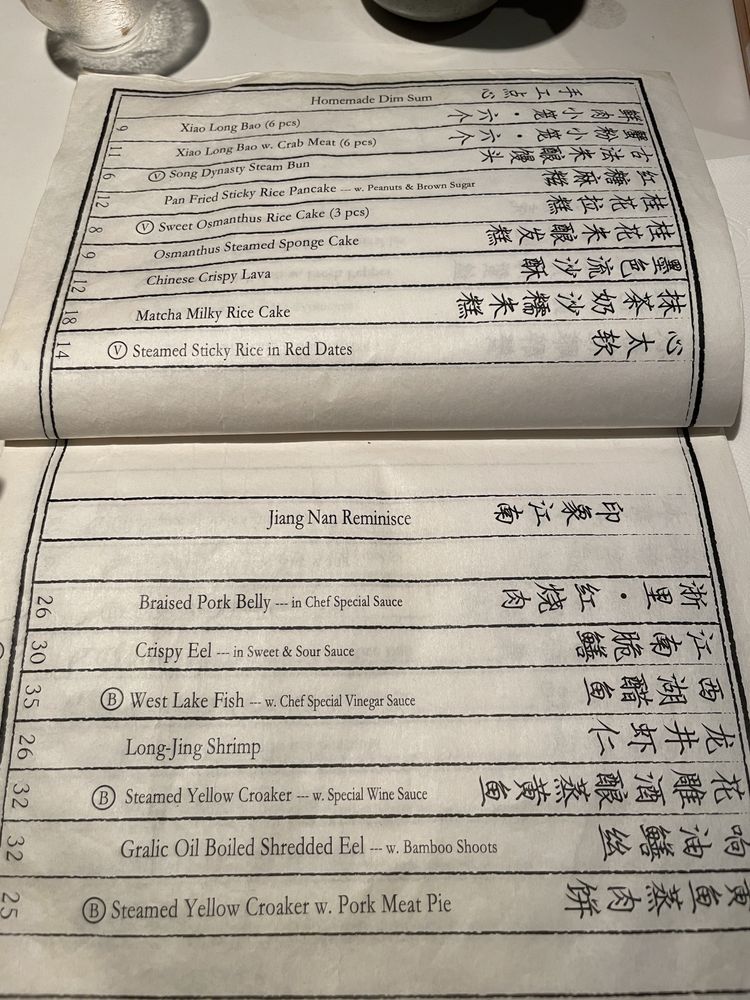 Homemade Dim Sum 手工点心
9 Xiao Long Bao (6 pcs) 鲜肉小笼·六个
11 Xiao Long Bao w. Crab Meat (6 pcs) 蟹粉小笼·六个
6 Ⓥ Song Dynasty Steam Bun 古法米酿馒头
12 Pan Fried Sticky Rice Pancake --- w. Peanuts & Brown Sugar 红糖麻糍
8 Ⓥ Sweet Osmanthus Rice Cake (3 pcs) 桂花拉糕
9 Osmanthus Steamed Sponge Cake 桂花米酿发糕
12 Chinese Crispy Lava 墨色流沙酥
18 Matcha Milky Rice Cake 抹茶奶沙糯米糕
14 Ⓥ Steamed Sticky Rice in Red Dates 心太软
Jiang Nan Reminisce 印象江南
26 Braised Pork Belly --- in Chef Special Sauce 浙里·红烧肉
30 Crispy Eel --- in Sweet & Sour Sauce 江南脆鳝
35 Ⓑ West Lake Fish --- w. Chef Special Vinegar Sauce 西湖醋鱼
26 Long-Jing Shrimp 龙井虾仁
32 Ⓑ Steamed Yellow Croaker --- w. Special Wine Sauce 花雕酒酿蒸黄鱼
32 Gralic Oil Boiled Shredded Eel --- w. Bamboo Shoots 响油鳝丝
25 Ⓑ Steamed Yellow Croaker w. Pork Meat Pie 黄鱼蒸肉饼